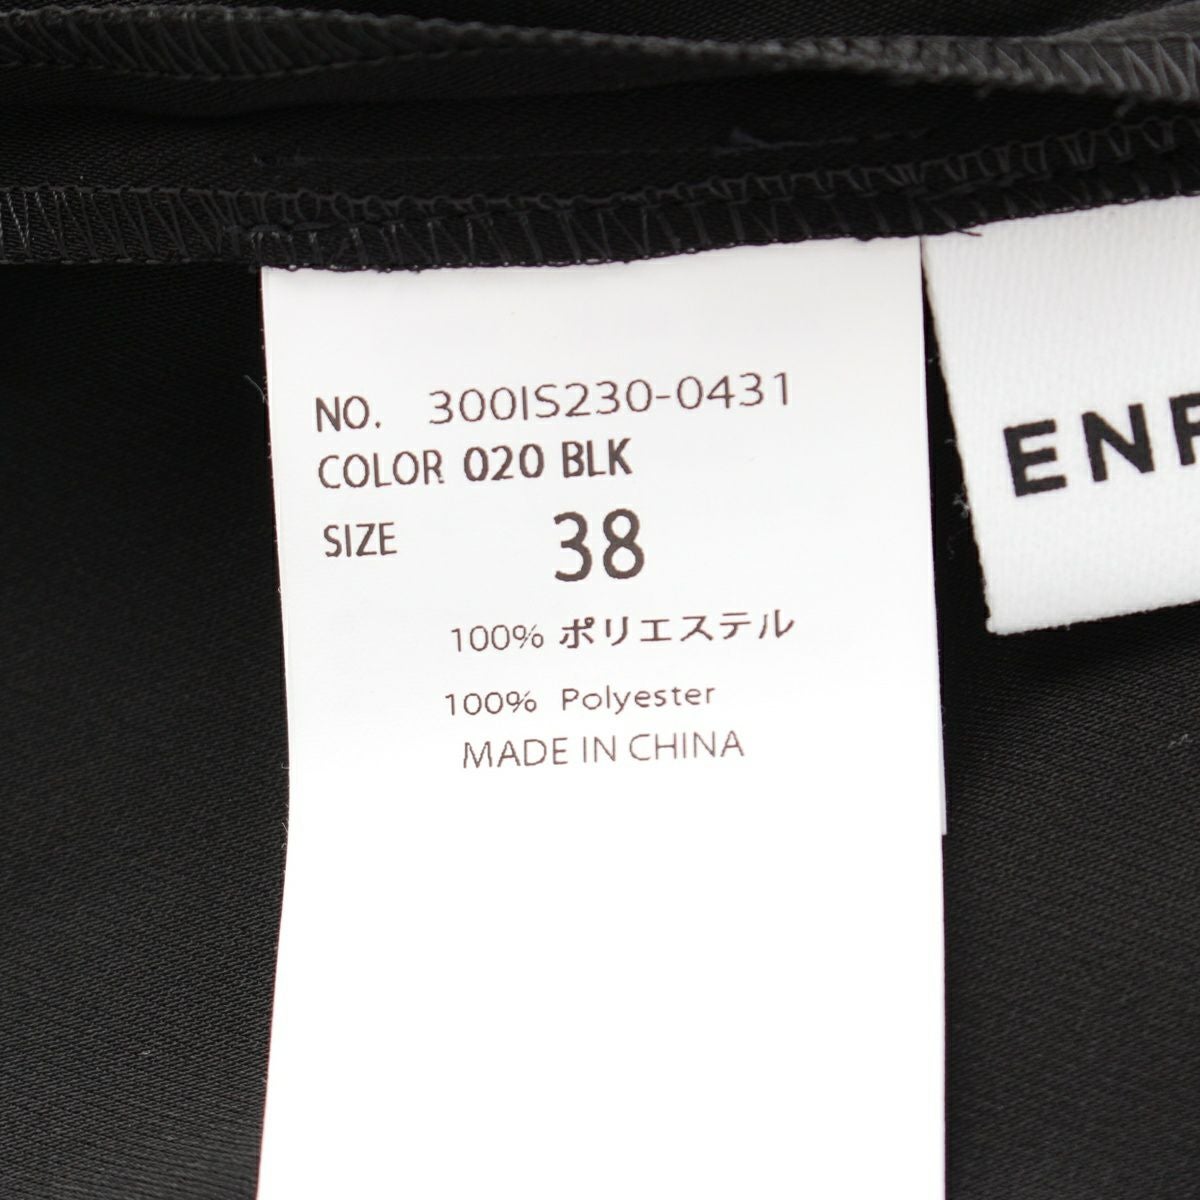 NO. 300IS230-0431
COLOR 020 BLK
SIZE 38
100% ポリエステル
100% Polyester
MADE IN CHINA